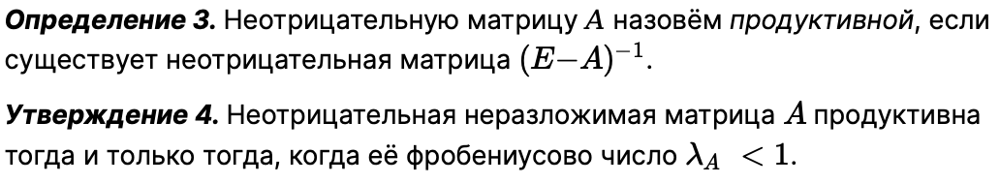 Определение 3. Неотрицательную матрицу A назовём продуктивной, если
существует неотрицательная матрица (E−A)⁻¹.
Утверждение 4. Неотрицательная неразложимая матрица A продуктивна
тогда и только тогда, когда её фробениусово число λ_A < 1.